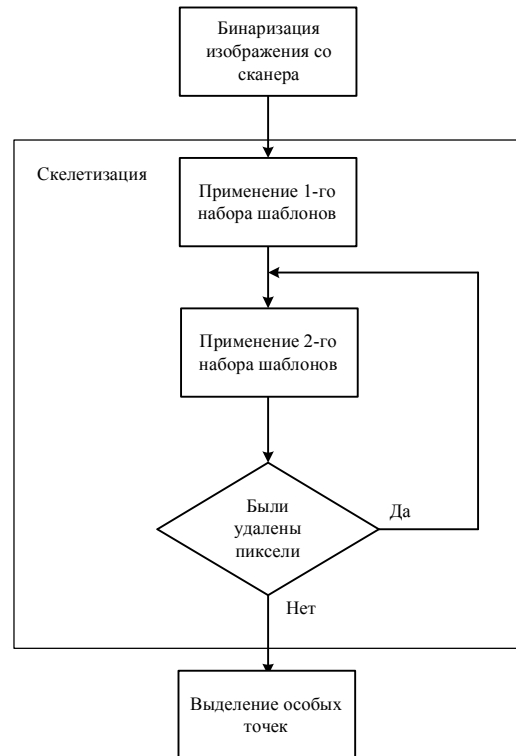 Бинаризация
изображения со
сканера
Скелетизация
Применение 1-го
набора шаблонов
Применение 2-го
набора шаблонов
Были
удалены
пиксели
Да
Нет
Выделение особых
точек